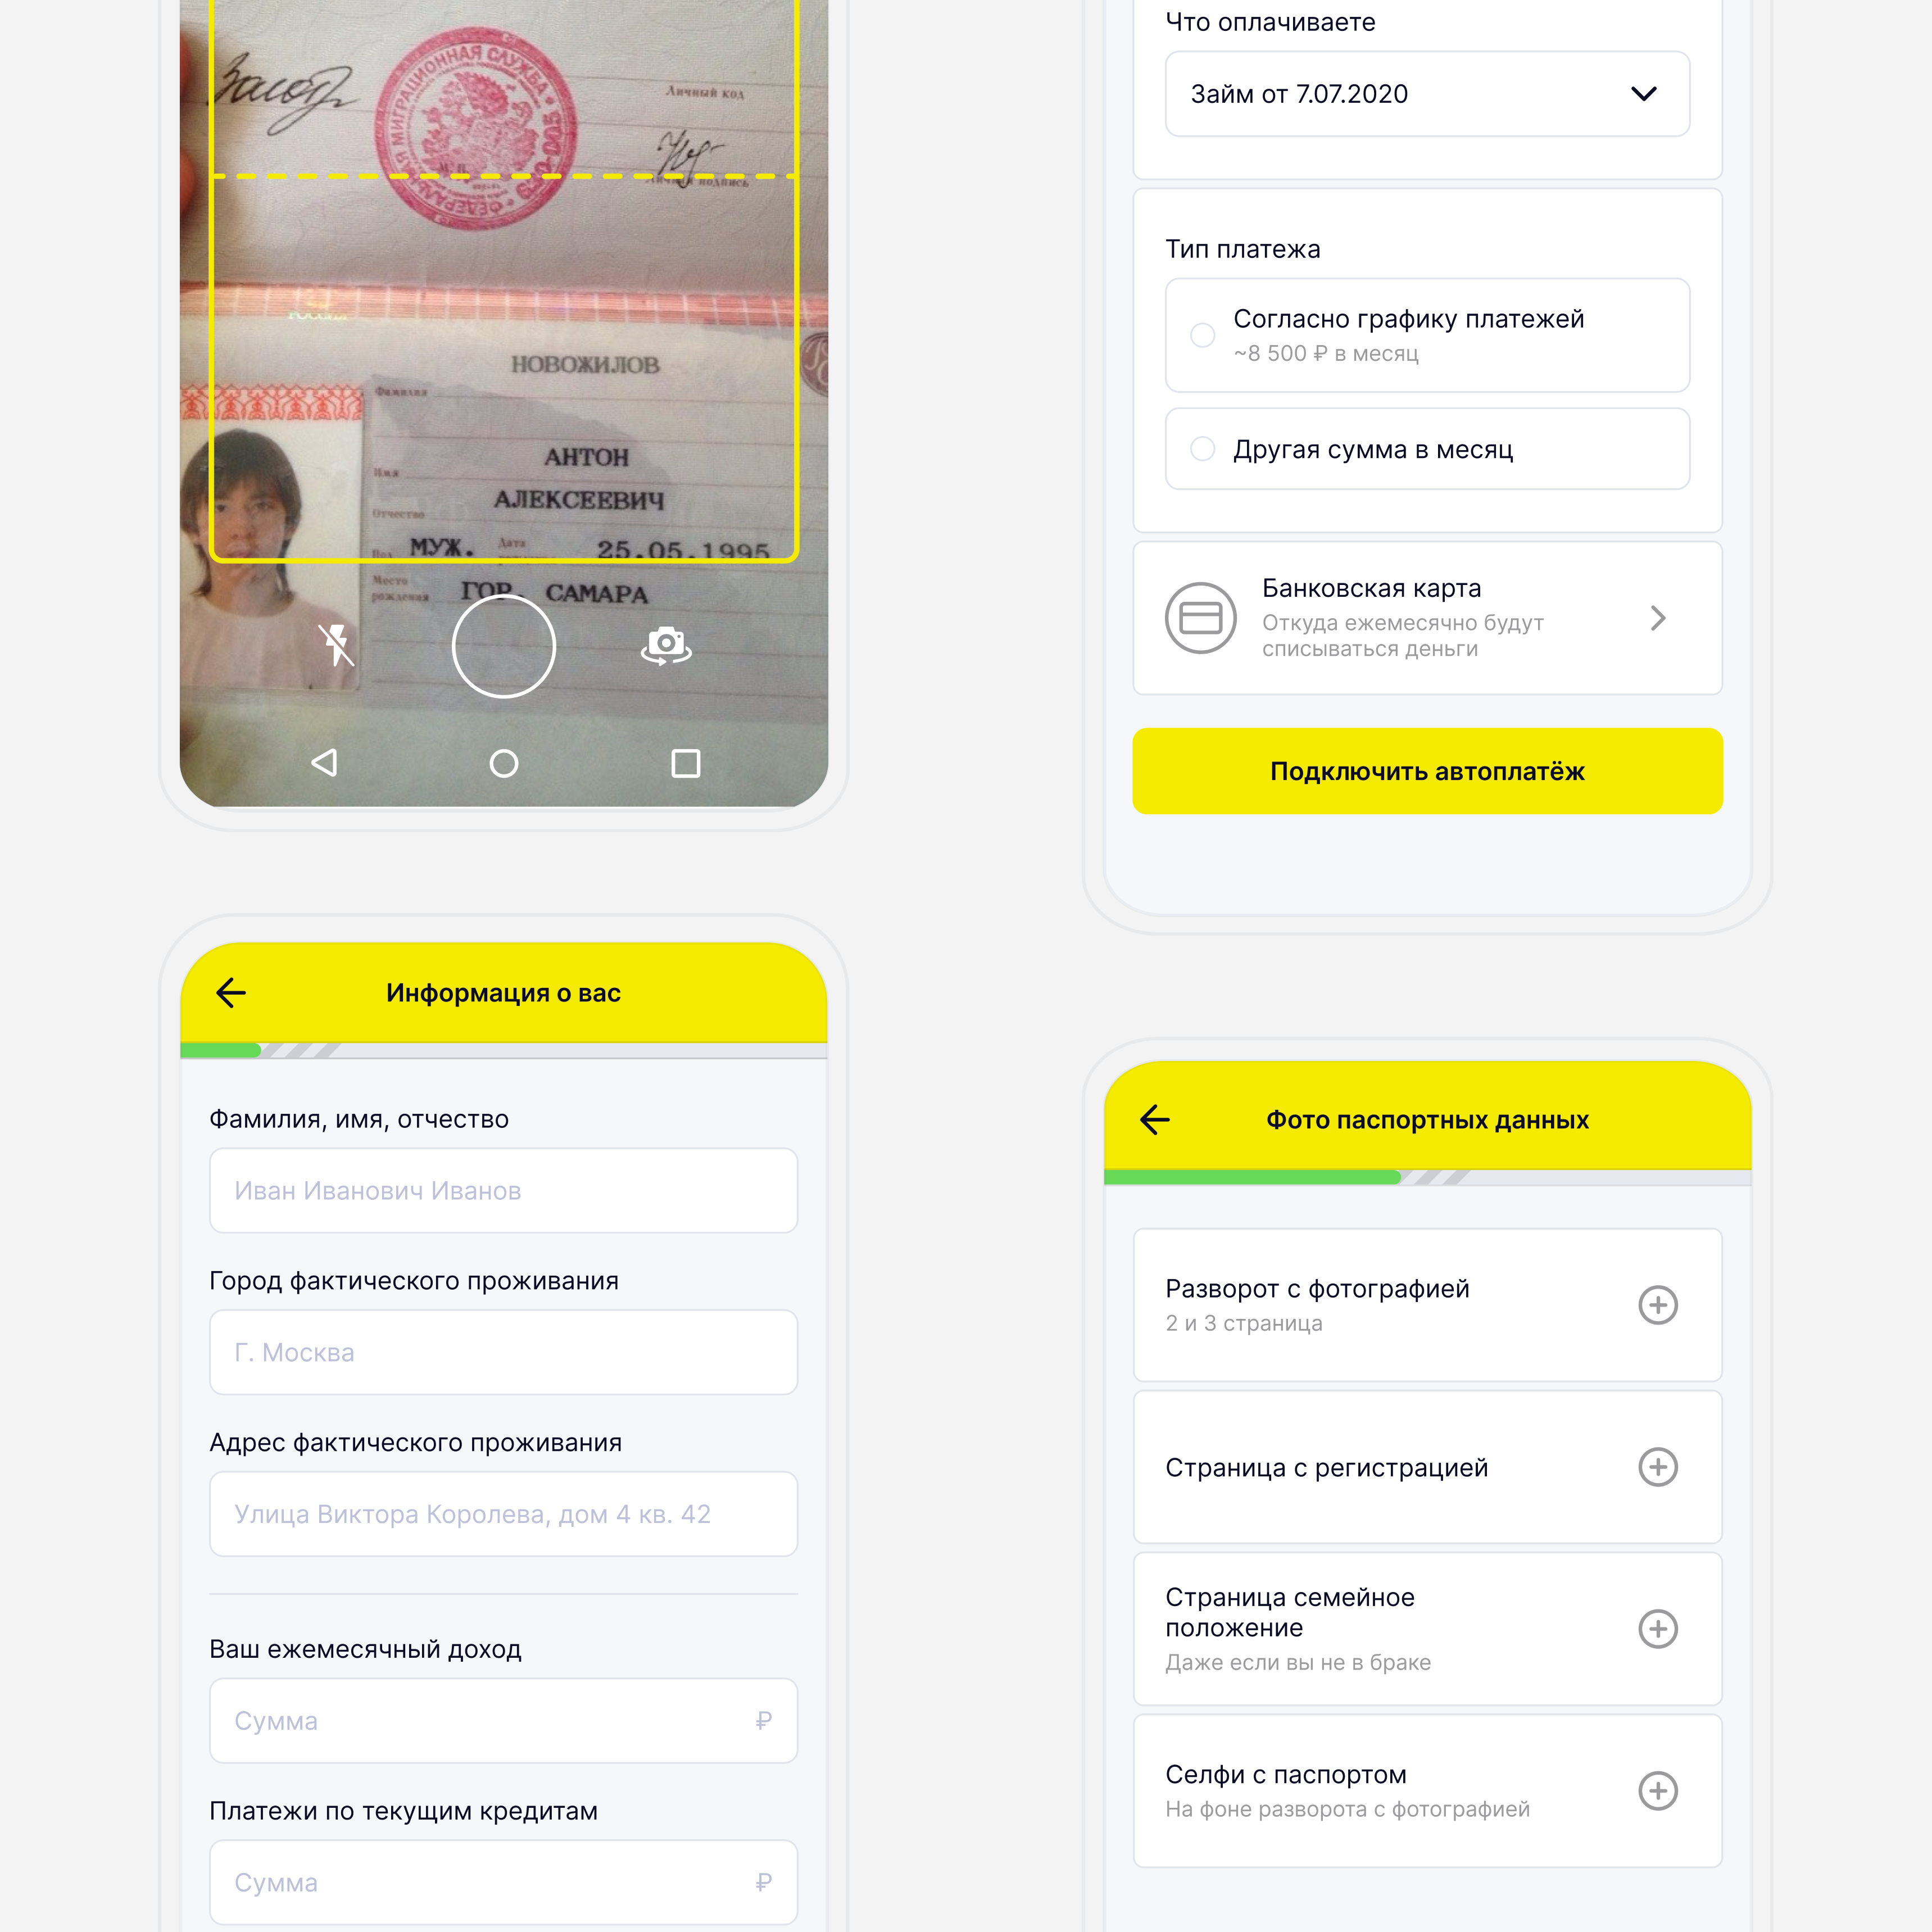 ФЕДЕРАЛЬНАЯ МИГРАЦИОННАЯ СЛУЖБА
Личный код
М.П.
Личная подпись
РОССИЯ
НОВОЖИЛОВ
Фамилия
АНТОН
Имя
АЛЕКСЕЕВИЧ
Отчество
Пол МУЖ. Дата 25.05.1995
Место
рождения ГОР. САМАРА
Что оплачиваете
Займ от 7.07.2020
Тип платежа
Согласно графику платежей
~8 500 ₽ в месяц
Другая сумма в месяц
Банковская карта
Откуда ежемесячно будут
списываться деньги
Подключить автоплатёж
Информация о вас
Фамилия, имя, отчество
Иван Иванович Иванов
Город фактического проживания
Г. Москва
Адрес фактического проживания
Улица Виктора Королева, дом 4 кв. 42
Ваш ежемесячный доход
Сумма ₽
Платежи по текущим кредитам
Сумма ₽
Фото паспортных данных
Разворот с фотографией
2 и 3 страница
Страница с регистрацией
Страница семейное
положение
Даже если вы не в браке
Селфи с паспортом
На фоне разворота с фотографией